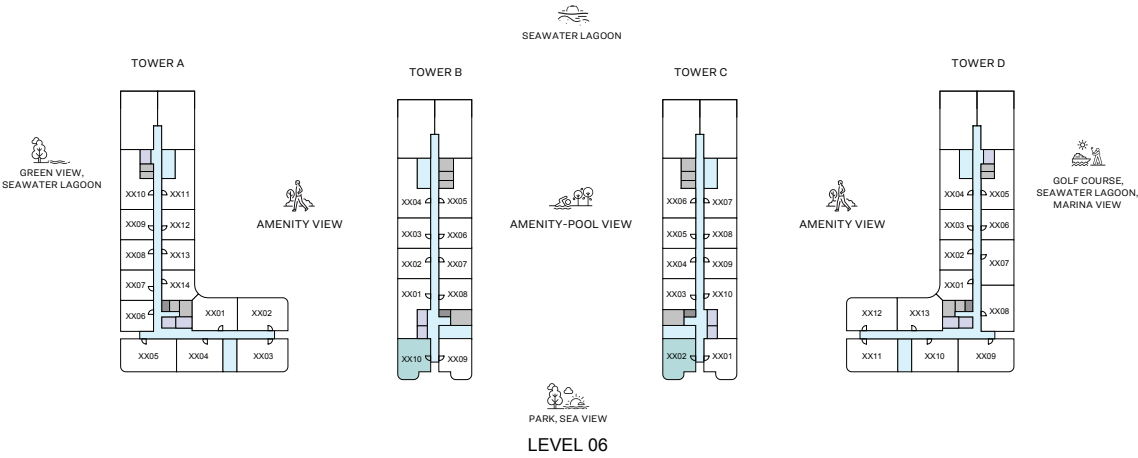 SEAWATER LAGOON
TOWER A
TOWER B
TOWER C
TOWER D
GREEN VIEW,
SEAWATER LAGOON
AMENITY VIEW
AMENITY-POOL VIEW
AMENITY VIEW
GOLF COURSE,
SEAWATER LAGOON,
MARINA VIEW
XX10 XX11
XX09 XX12
XX08 XX13
XX07 XX14
XX06 XX01 XX02
XX05 XX04 XX03
XX04 XX05
XX03 XX06
XX02 XX07
XX01 XX08
XX10 XX09
XX06 XX07
XX05 XX08
XX04 XX09
XX03 XX10
XX02 XX01
XX04 XX05
XX03 XX06
XX02 XX07
XX01
XX12 XX13 XX08
XX11 XX10 XX09
PARK, SEA VIEW
LEVEL 06